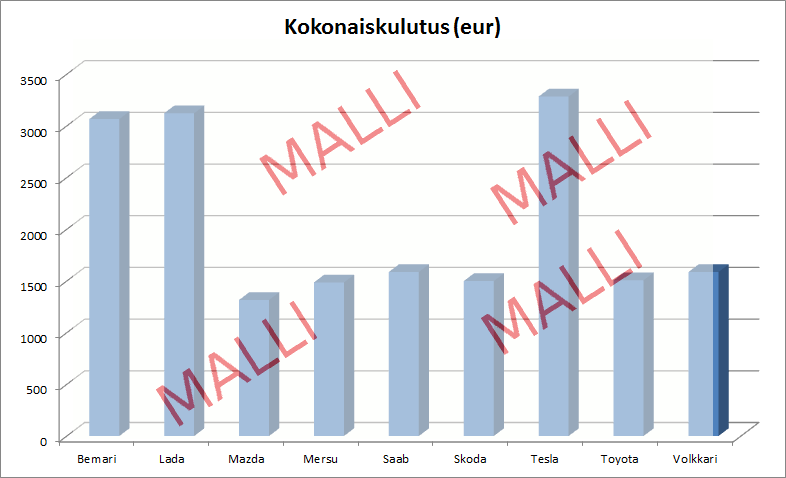 Kokonaiskulutus (eur)
3500
3000
2500
2000
1500
1000
500
0
Bemari Lada Mazda Mersu Saab Skoda Tesla Toyota Volkkari
MALLI
MALLI
MALLI
MALLI